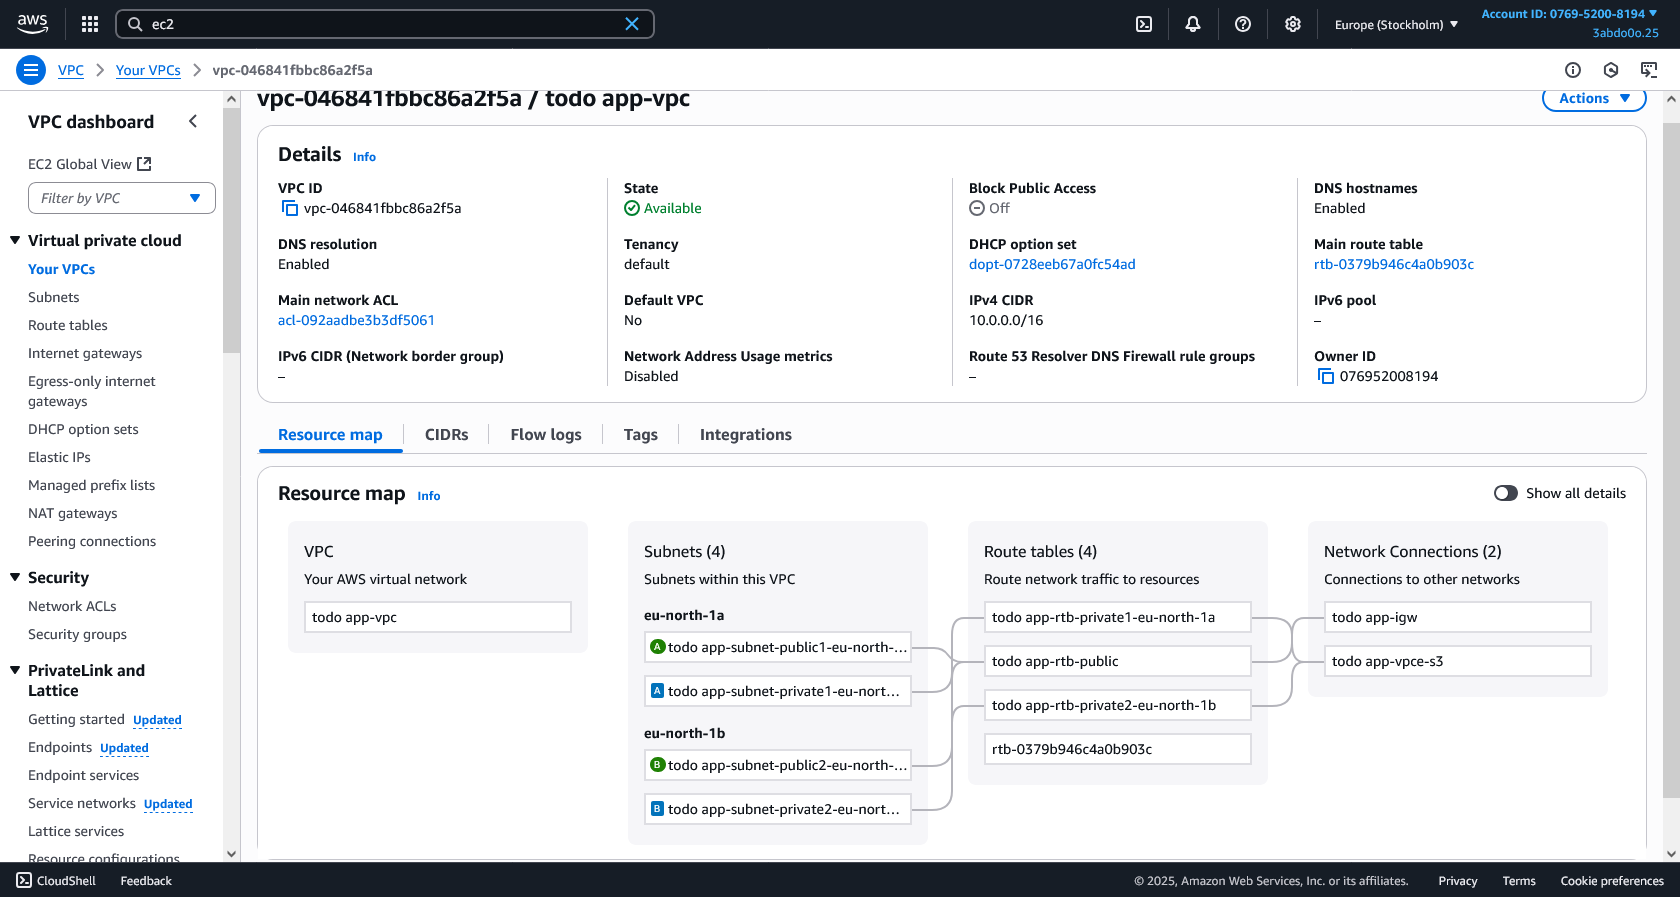 aws
ec2
Europe (Stockholm)
Account ID: 0769-5200-8194
3abdo0o.25
VPC
Your VPCs
vpc-046841fbbc86a2f5a
VPC dashboard
EC2 Global View
Filter by VPC
Virtual private cloud
Your VPCs
Subnets
Route tables
Internet gateways
Egress-only internet
gateways
DHCP option sets
Elastic IPs
Managed prefix lists
NAT gateways
Peering connections
Security
Network ACLs
Security groups
PrivateLink and
Lattice
Getting started Updated
Endpoints Updated
Endpoint services
Service networks Updated
Lattice services
Resource configurations
vpc-046841fbbc86a2f5a / todo app-vpc
Actions
Details Info
VPC ID
vpc-046841fbbc86a2f5a
State
Available
Block Public Access
Off
DNS hostnames
Enabled
DNS resolution
Enabled
Tenancy
default
DHCP option set
dopt-0728eeb67a0fc54ad
Main route table
rtb-0379b946c4a0b903c
Main network ACL
acl-092aadbe3b3df5061
Default VPC
No
IPv4 CIDR
10.0.0.0/16
IPv6 pool
–
IPv6 CIDR (Network border group)
–
Network Address Usage metrics
Disabled
Route 53 Resolver DNS Firewall rule groups
–
Owner ID
076952008194
Resource map
CIDRs
Flow logs
Tags
Integrations
Resource map Info
Show all details
VPC
Your AWS virtual network
todo app-vpc
Subnets (4)
Subnets within this VPC
eu-north-1a
A todo app-subnet-public1-eu-north-...
A todo app-subnet-private1-eu-nort...
eu-north-1b
B todo app-subnet-public2-eu-north-...
B todo app-subnet-private2-eu-nort...
Route tables (4)
Route network traffic to resources
todo app-rtb-private1-eu-north-1a
todo app-rtb-public
todo app-rtb-private2-eu-north-1b
rtb-0379b946c4a0b903c
Network Connections (2)
Connections to other networks
todo app-igw
todo app-vpce-s3
CloudShell
Feedback
© 2025, Amazon Web Services, Inc. or its affiliates.
Privacy
Terms
Cookie preferences